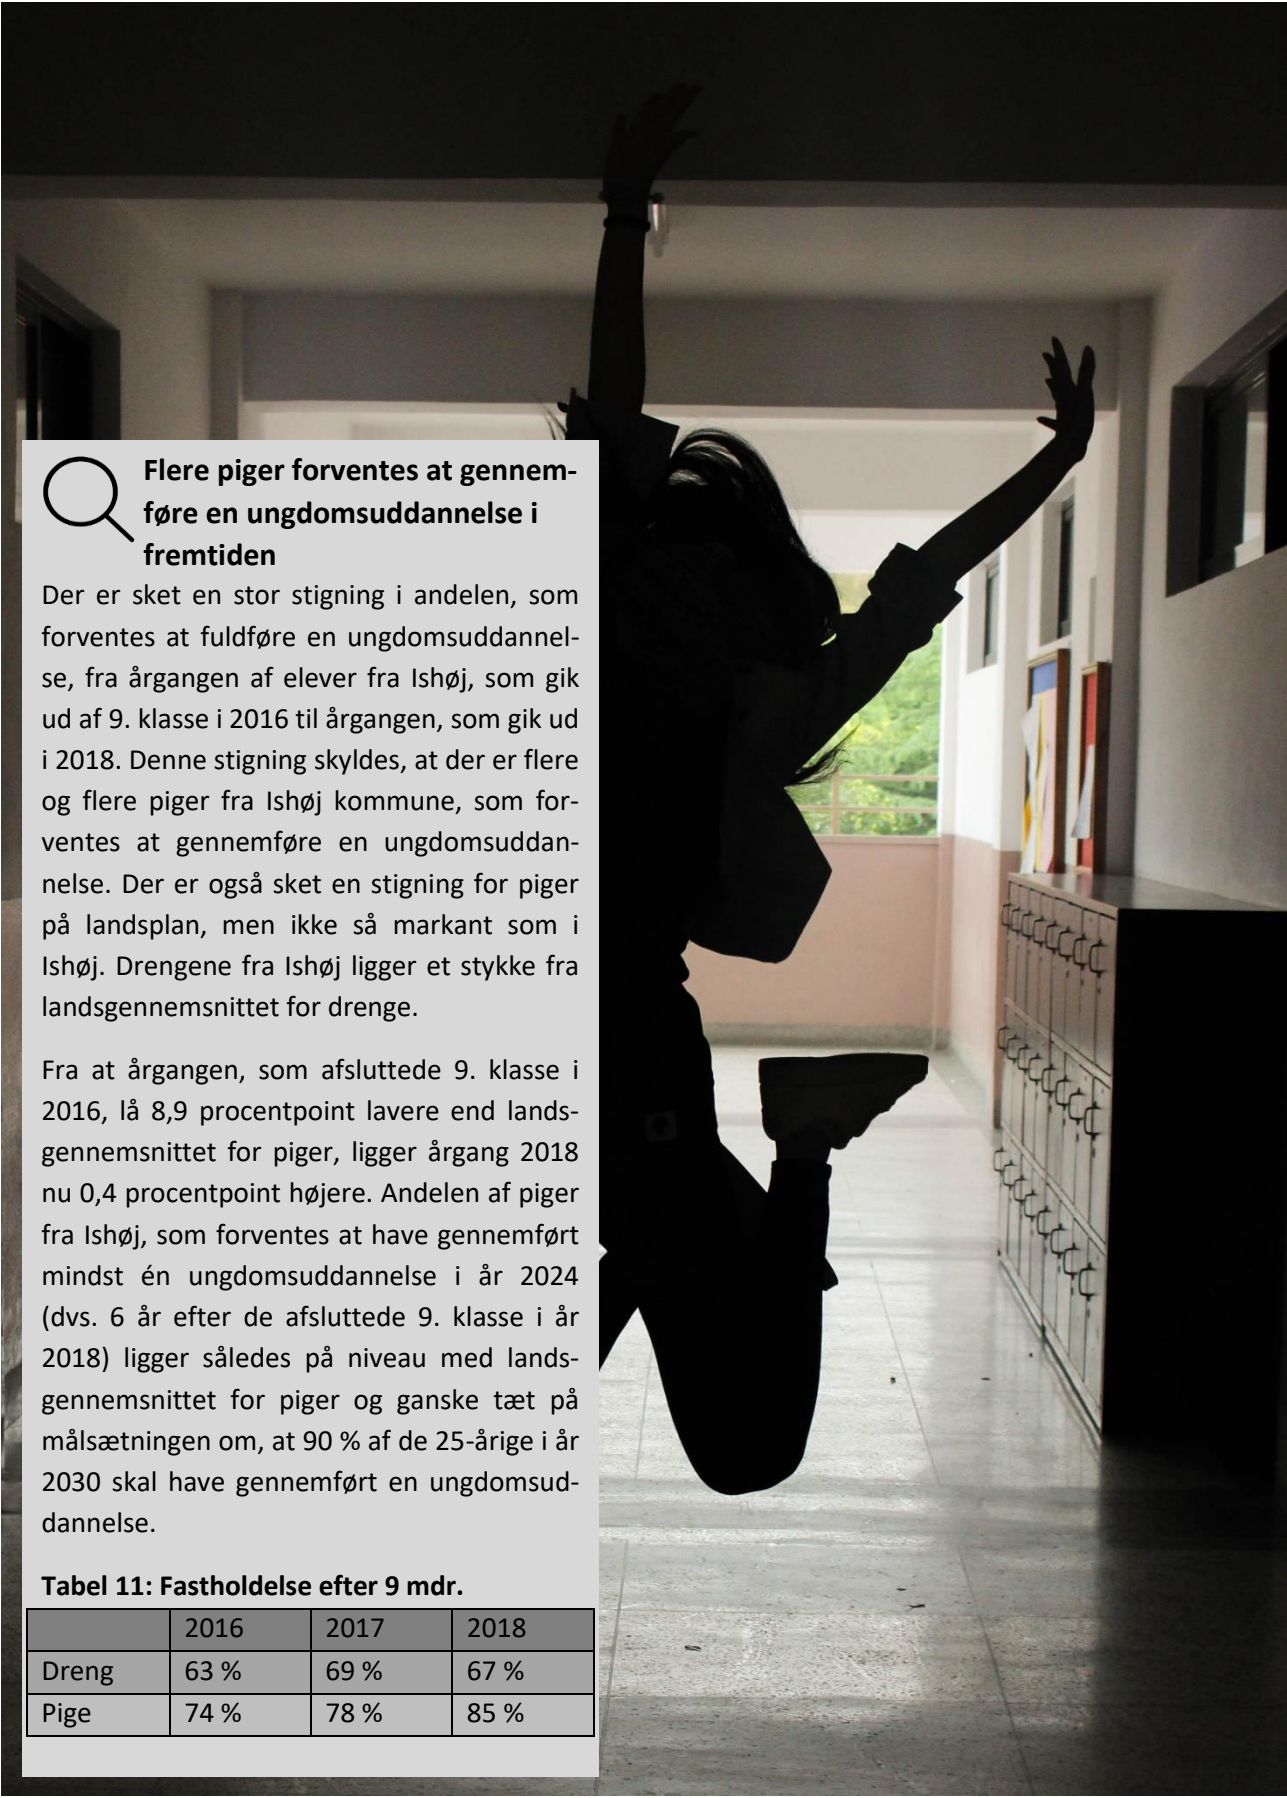 Flere piger forventes at gennem-
føre en ungdomsuddannelse i
fremtiden
Der er sket en stor stigning i andelen, som
forventes at fuldføre en ungdomsuddannel-
se, fra årgangen af elever fra Ishøj, som gik
ud af 9. klasse i 2016 til årgangen, som gik ud
i 2018. Denne stigning skyldes, at der er flere
og flere piger fra Ishøj kommune, som for-
ventes at gennemføre en ungdomsuddan-
nelse. Der er også sket en stigning for piger
på landsplan, men ikke så markant som i
Ishøj. Drengene fra Ishøj ligger et stykke fra
landsgennemsnittet for drenge.
Fra at årgangen, som afsluttede 9. klasse i
2016, lå 8,9 procentpoint lavere end lands-
gennemsnittet for piger, ligger årgang 2018
nu 0,4 procentpoint højere. Andelen af piger
fra Ishøj, som forventes at have gennemført
mindst én ungdomsuddannelse i år 2024
(dvs. 6 år efter de afsluttede 9. klasse i år
2018) ligger således på niveau med lands-
gennemsnittet for piger og ganske tæt på
målsætningen om, at 90 % af de 25-årige i år
2030 skal have gennemført en ungdomsud-
dannelse.
Tabel 11: Fastholdelse efter 9 mdr.
2016 2017 2018
Dreng 63 % 69 % 67 %
Pige 74 % 78 % 85 %